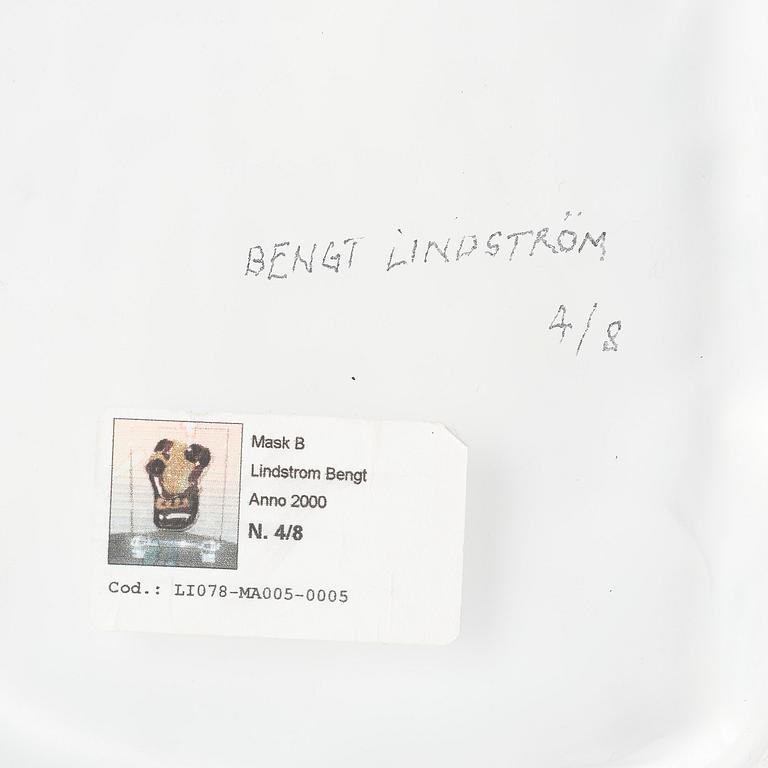 BENGT LINDSTRÖM
4/8
Mask B
Lindstrom Bengt
Anno 2000
N. 4/8
Cod.: LI078-MA005-0005